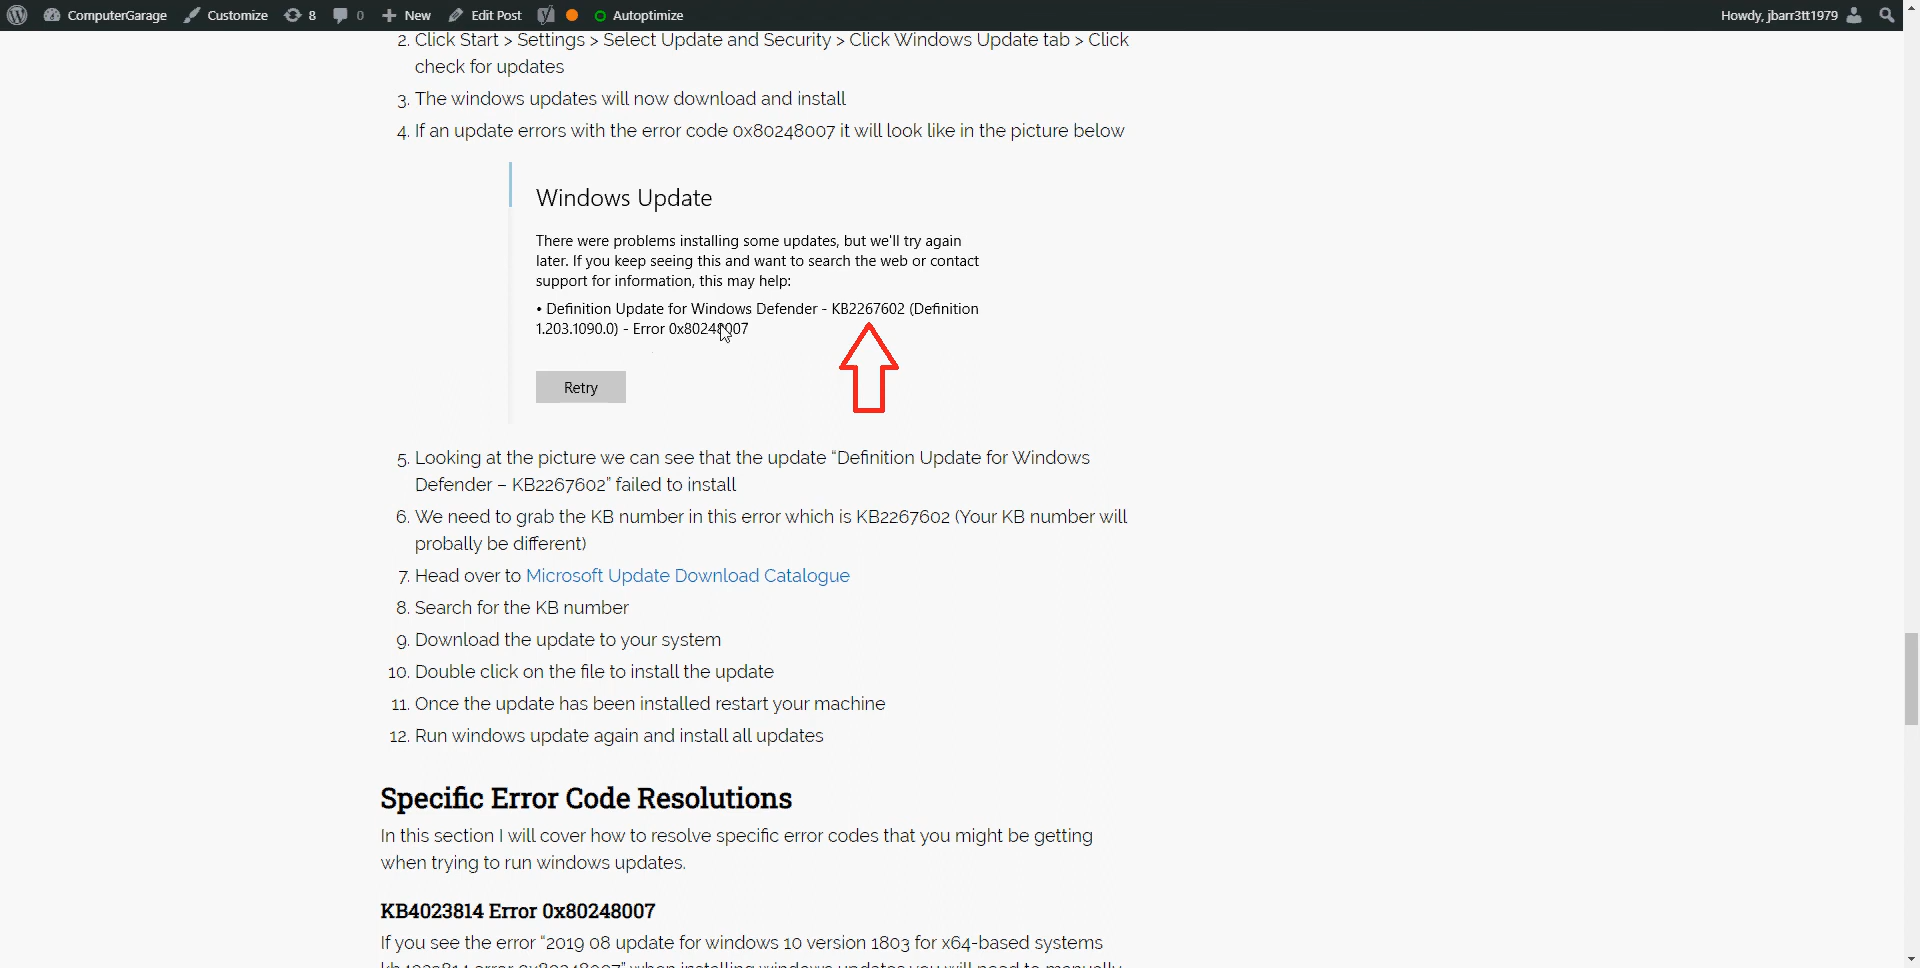 ComputerGarage Customize 8 0 New Edit Post Autoptimize Howdy, jbarr3tt1979
2. Click Start > Settings > Select Update and Security > Click Windows Update tab > Click
check for updates
3. The windows updates will now download and install
4. If an update errors with the error code 0x80248007 it will look like in the picture below
Windows Update
There were problems installing some updates, but we'll try again
later. If you keep seeing this and want to search the web or contact
support for information, this may help:
• Definition Update for Windows Defender - KB2267602 (Definition
1.203.1090.0) - Error 0x80248007
Retry
5. Looking at the picture we can see that the update “Definition Update for Windows
Defender – KB2267602” failed to install
6. We need to grab the KB number in this error which is KB2267602 (Your KB number will
probally be different)
7. Head over to Microsoft Update Download Catalogue
8. Search for the KB number
9. Download the update to your system
10. Double click on the file to install the update
11. Once the update has been installed restart your machine
12. Run windows update again and install all updates
Specific Error Code Resolutions
In this section I will cover how to resolve specific error codes that you might be getting
when trying to run windows updates.
KB4023814 Error 0x80248007
If you see the error “2019 08 update for windows 10 version 1803 for x64-based systems
kb4023814 error 0x80248007” when installing windows updates you will need to manually